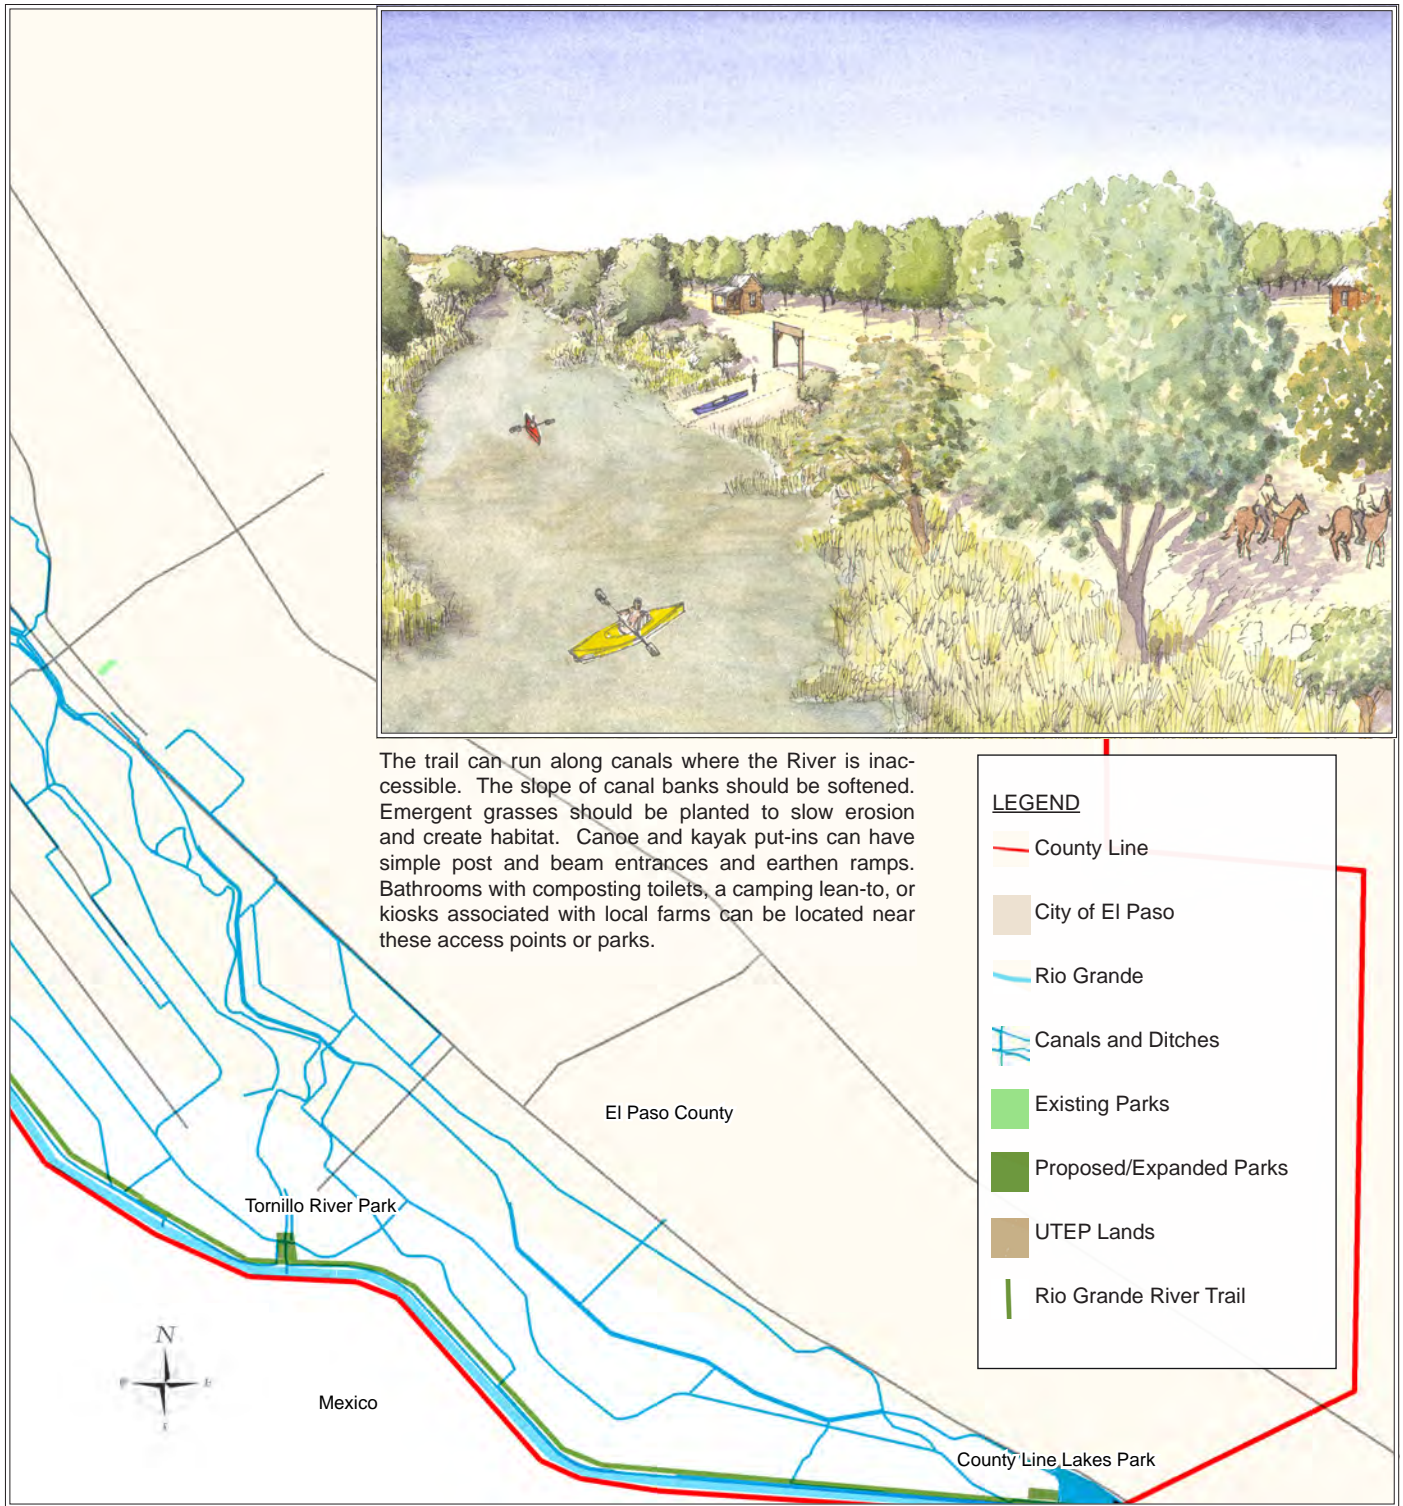 The trail can run along canals where the River is inac-
cessible. The slope of canal banks should be softened.
Emergent grasses should be planted to slow erosion
and create habitat. Canoe and kayak put-ins can have
simple post and beam entrances and earthen ramps.
Bathrooms with composting toilets, a camping lean-to, or
kiosks associated with local farms can be located near
these access points or parks.
LEGEND
County Line
City of El Paso
Rio Grande
Canals and Ditches
Existing Parks
Proposed/Expanded Parks
UTEP Lands
Rio Grande River Trail
El Paso County
Tornillo River Park
N
Mexico
County Line Lakes Park